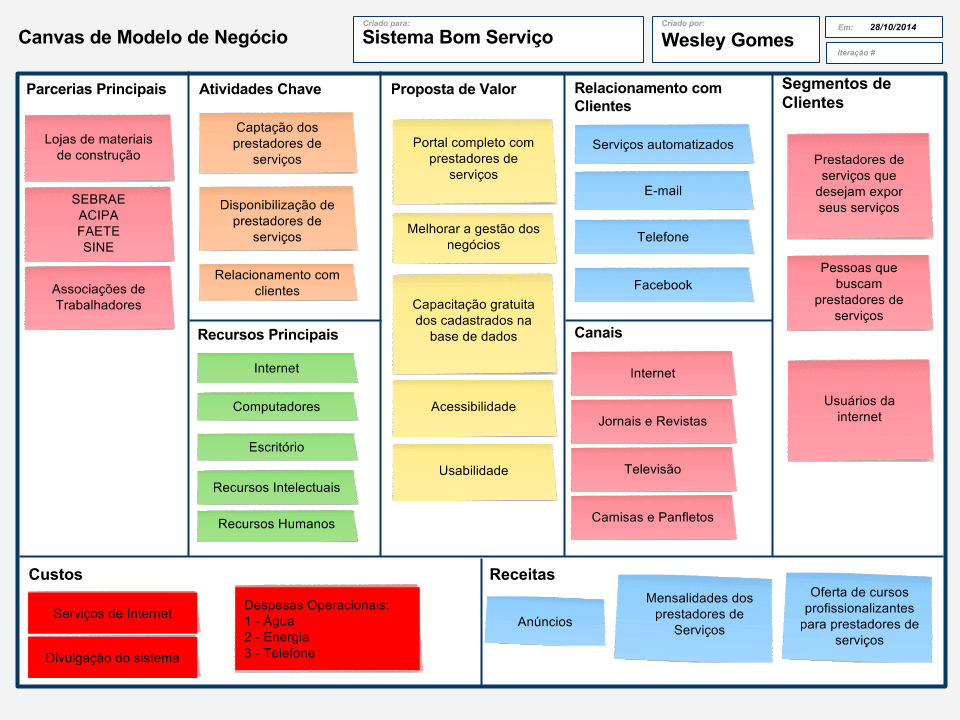 Canvas de Modelo de Negócio
Criado para:
Sistema Bom Serviço
Criado por:
Wesley Gomes
Em: 28/10/2014
Iteração #
Parcerias Principais
Lojas de materiais
de construção
SEBRAE
ACIPA
FAETE
SINE
Associações de
Trabalhadores
Atividades Chave
Captação dos
prestadores de
serviços
Disponibilização de
prestadores de
serviços
Relacionamento com
clientes
Recursos Principais
Internet
Computadores
Escritório
Recursos Intelectuais
Recursos Humanos
Proposta de Valor
Portal completo com
prestadores de
serviços
Melhorar a gestão dos
negócios
Capacitação gratuita
dos cadastrados na
base de dados
Acessibilidade
Usabilidade
Relacionamento com
Clientes
Serviços automatizados
E-mail
Telefone
Facebook
Canais
Internet
Jornais e Revistas
Televisão
Camisas e Panfletos
Segmentos de
Clientes
Prestadores de
serviços que
desejam expor
seus serviços
Pessoas que
buscam
prestadores de
serviços
Usuários da
internet
Custos
Serviços de Internet
Divulgação do sistema
Despesas Operacionais:
1 - Água
2 - Energia
3 - Telefone
Receitas
Anúncios
Mensalidades dos
prestadores de
Serviços
Oferta de cursos
profissionalizantes
para prestadores de
serviços